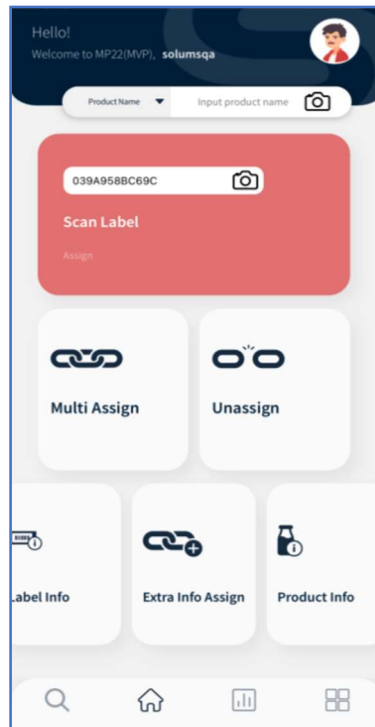 Hello!
Welcome to MP22(MVP), solumsqa
Product Name Input product name
039A958BC69C
Scan Label
Assign
Multi Assign Unassign
Label Info Extra Info Assign Product Info